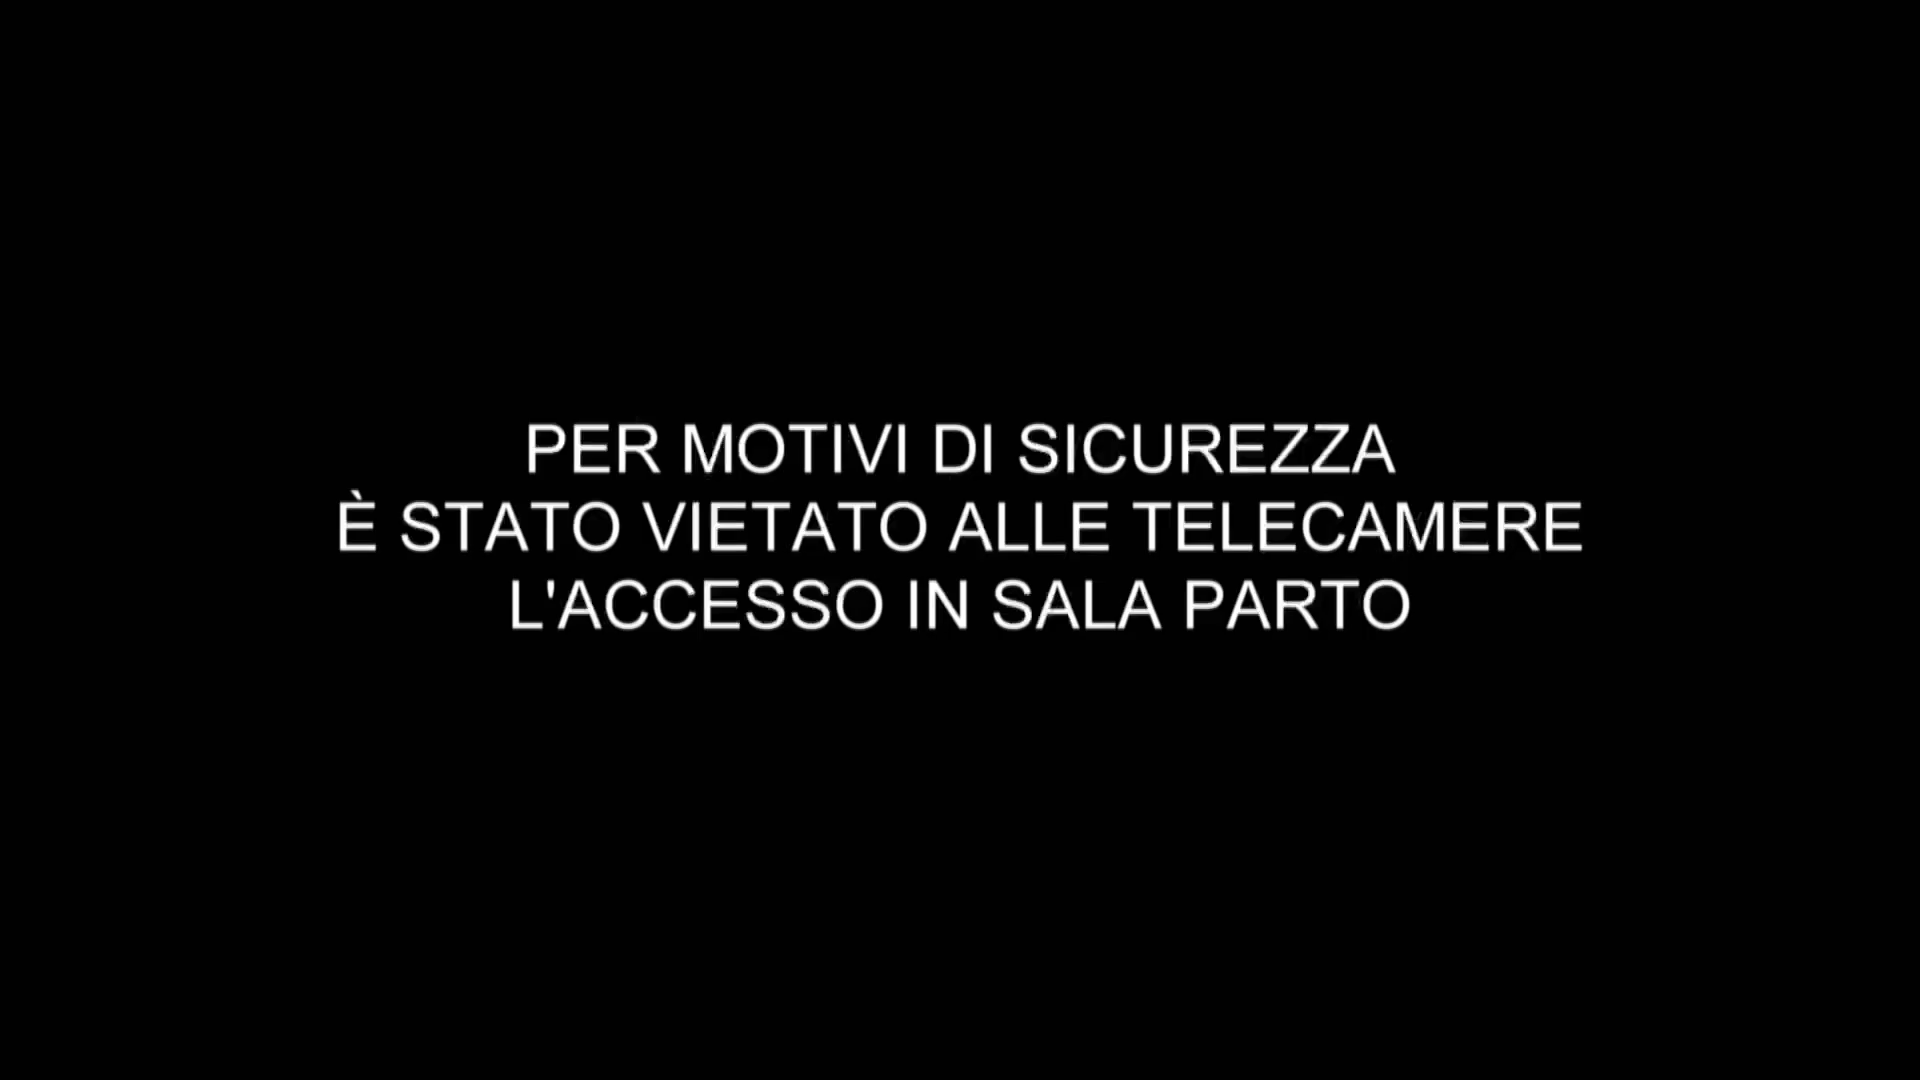 PER MOTIVI DI SICUREZZA
È STATO VIETATO ALLE TELECAMERE
L'ACCESSO IN SALA PARTO